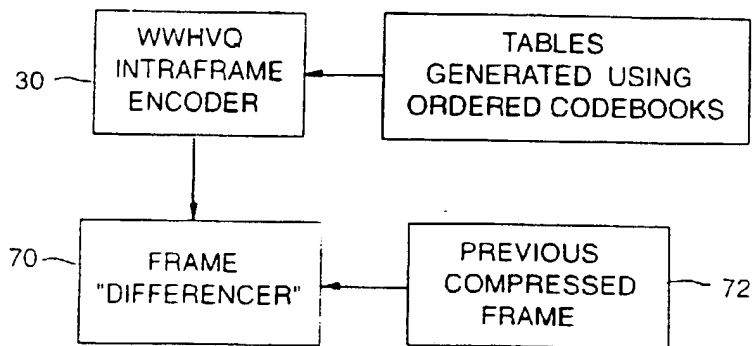 WWHVQ
INTRAFRAME
ENCODER
30
TABLES
GENERATED USING
ORDERED CODEBOOKS
70
FRAME
"DIFFERENCER"
PREVIOUS
COMPRESSED
FRAME
72